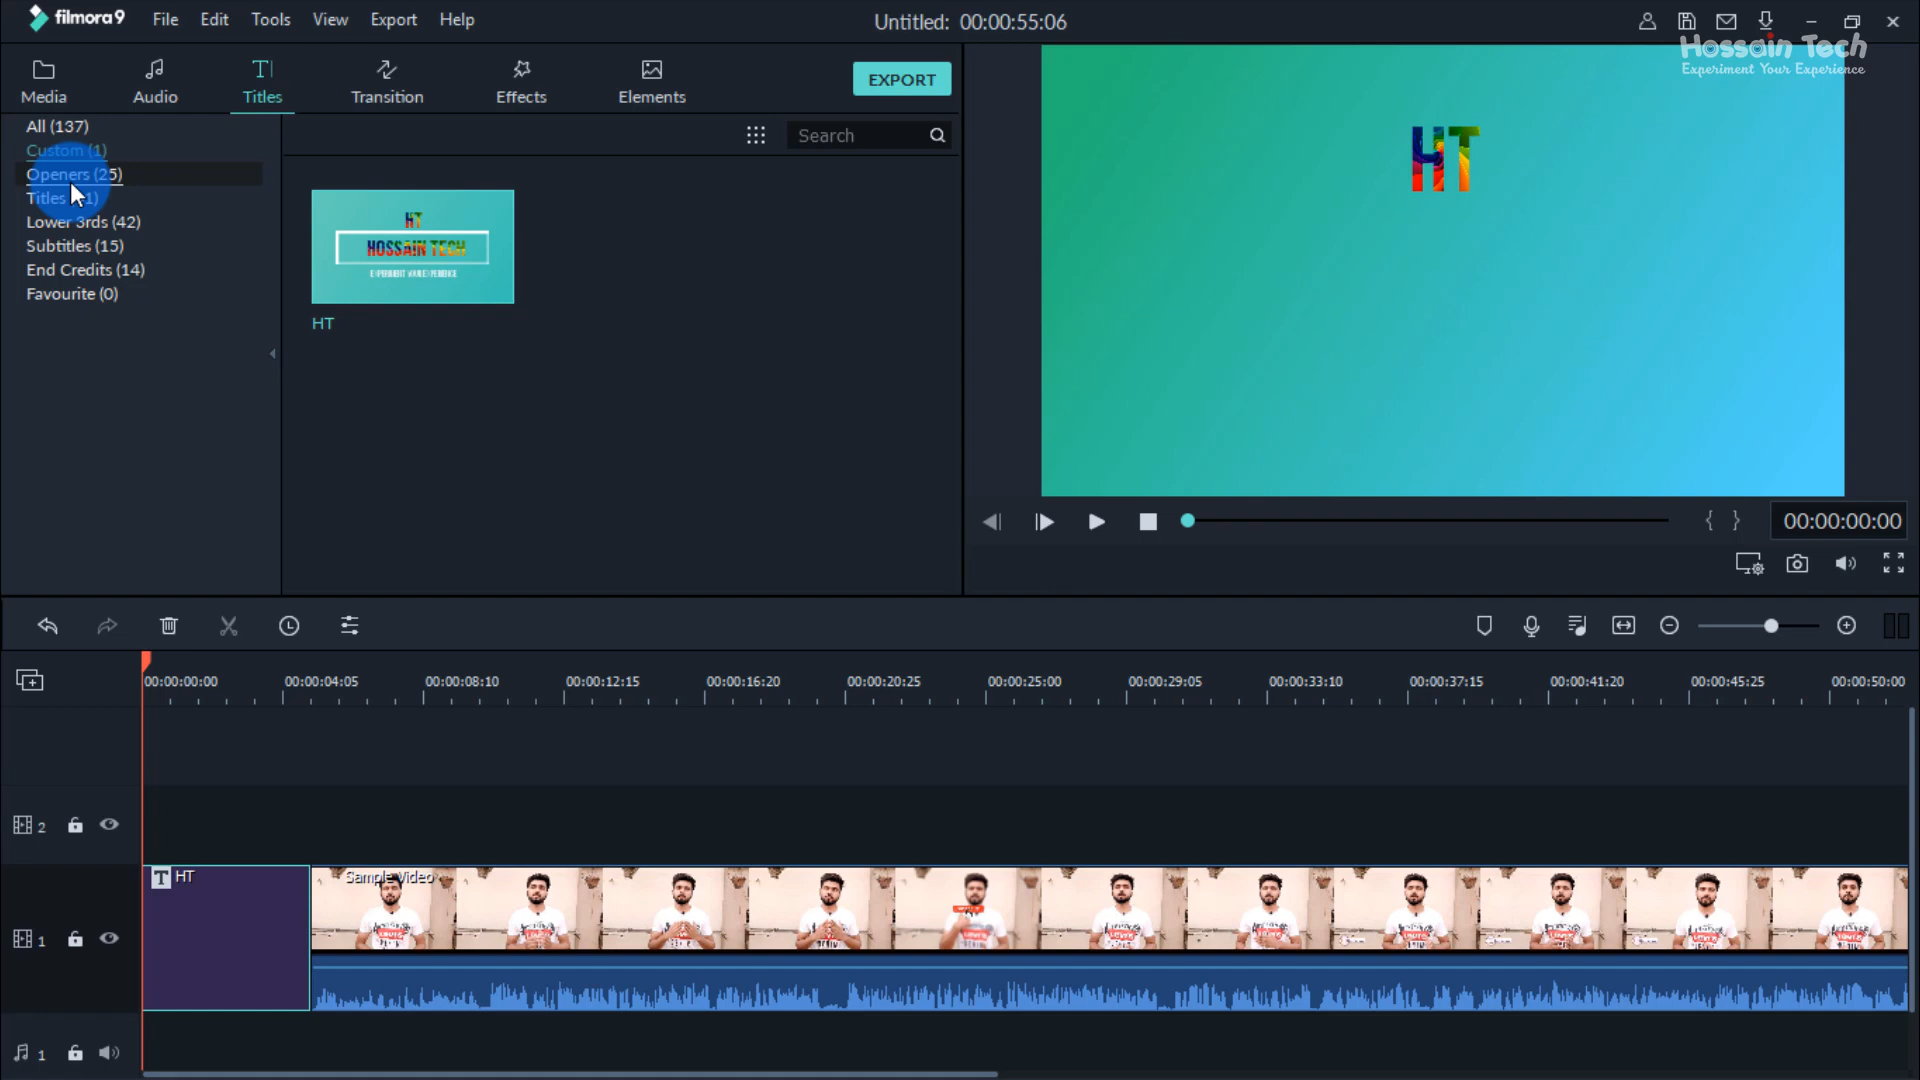 filmora9 File Edit Tools View Export Help Untitled: 00:00:55:06
Hossain Tech
Experiment Your Experience
Media Audio Titles Transition Effects Elements EXPORT
All (137)
Custom (1)
Openers (25)
Titles
Lower 3rds (42)
Subtitles (15)
End Credits (14)
Favourite (0)
Search
HT
HOSSAIN TECH
EXPERIMENT YOUR EXPERIENCE
HT
HT
00:00:00:00
00:00:00:00 00:00:04:05 00:00:08:10 00:00:12:15 00:00:16:20 00:00:20:25 00:00:25:00 00:00:29:05 00:00:33:10 00:00:37:15 00:00:41:20 00:00:45:25 00:00:50:00
2
T HT Sample Video
1
1